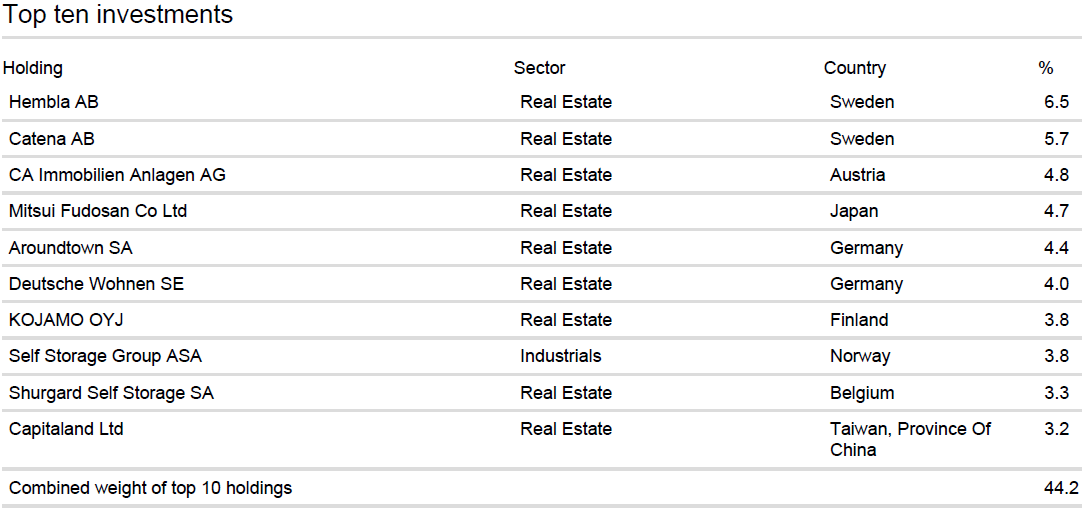 Top ten investments
Holding Sector Country %
Hembla AB Real Estate Sweden 6.5
Catena AB Real Estate Sweden 5.7
CA Immobilien Anlagen AG Real Estate Austria 4.8
Mitsui Fudosan Co Ltd Real Estate Japan 4.7
Aroundtown SA Real Estate Germany 4.4
Deutsche Wohnen SE Real Estate Germany 4.0
KOJAMO OYJ Real Estate Finland 3.8
Self Storage Group ASA Industrials Norway 3.8
Shurgard Self Storage SA Real Estate Belgium 3.3
Capitaland Ltd Real Estate Taiwan, Province Of 3.2
China
Combined weight of top 10 holdings 44.2